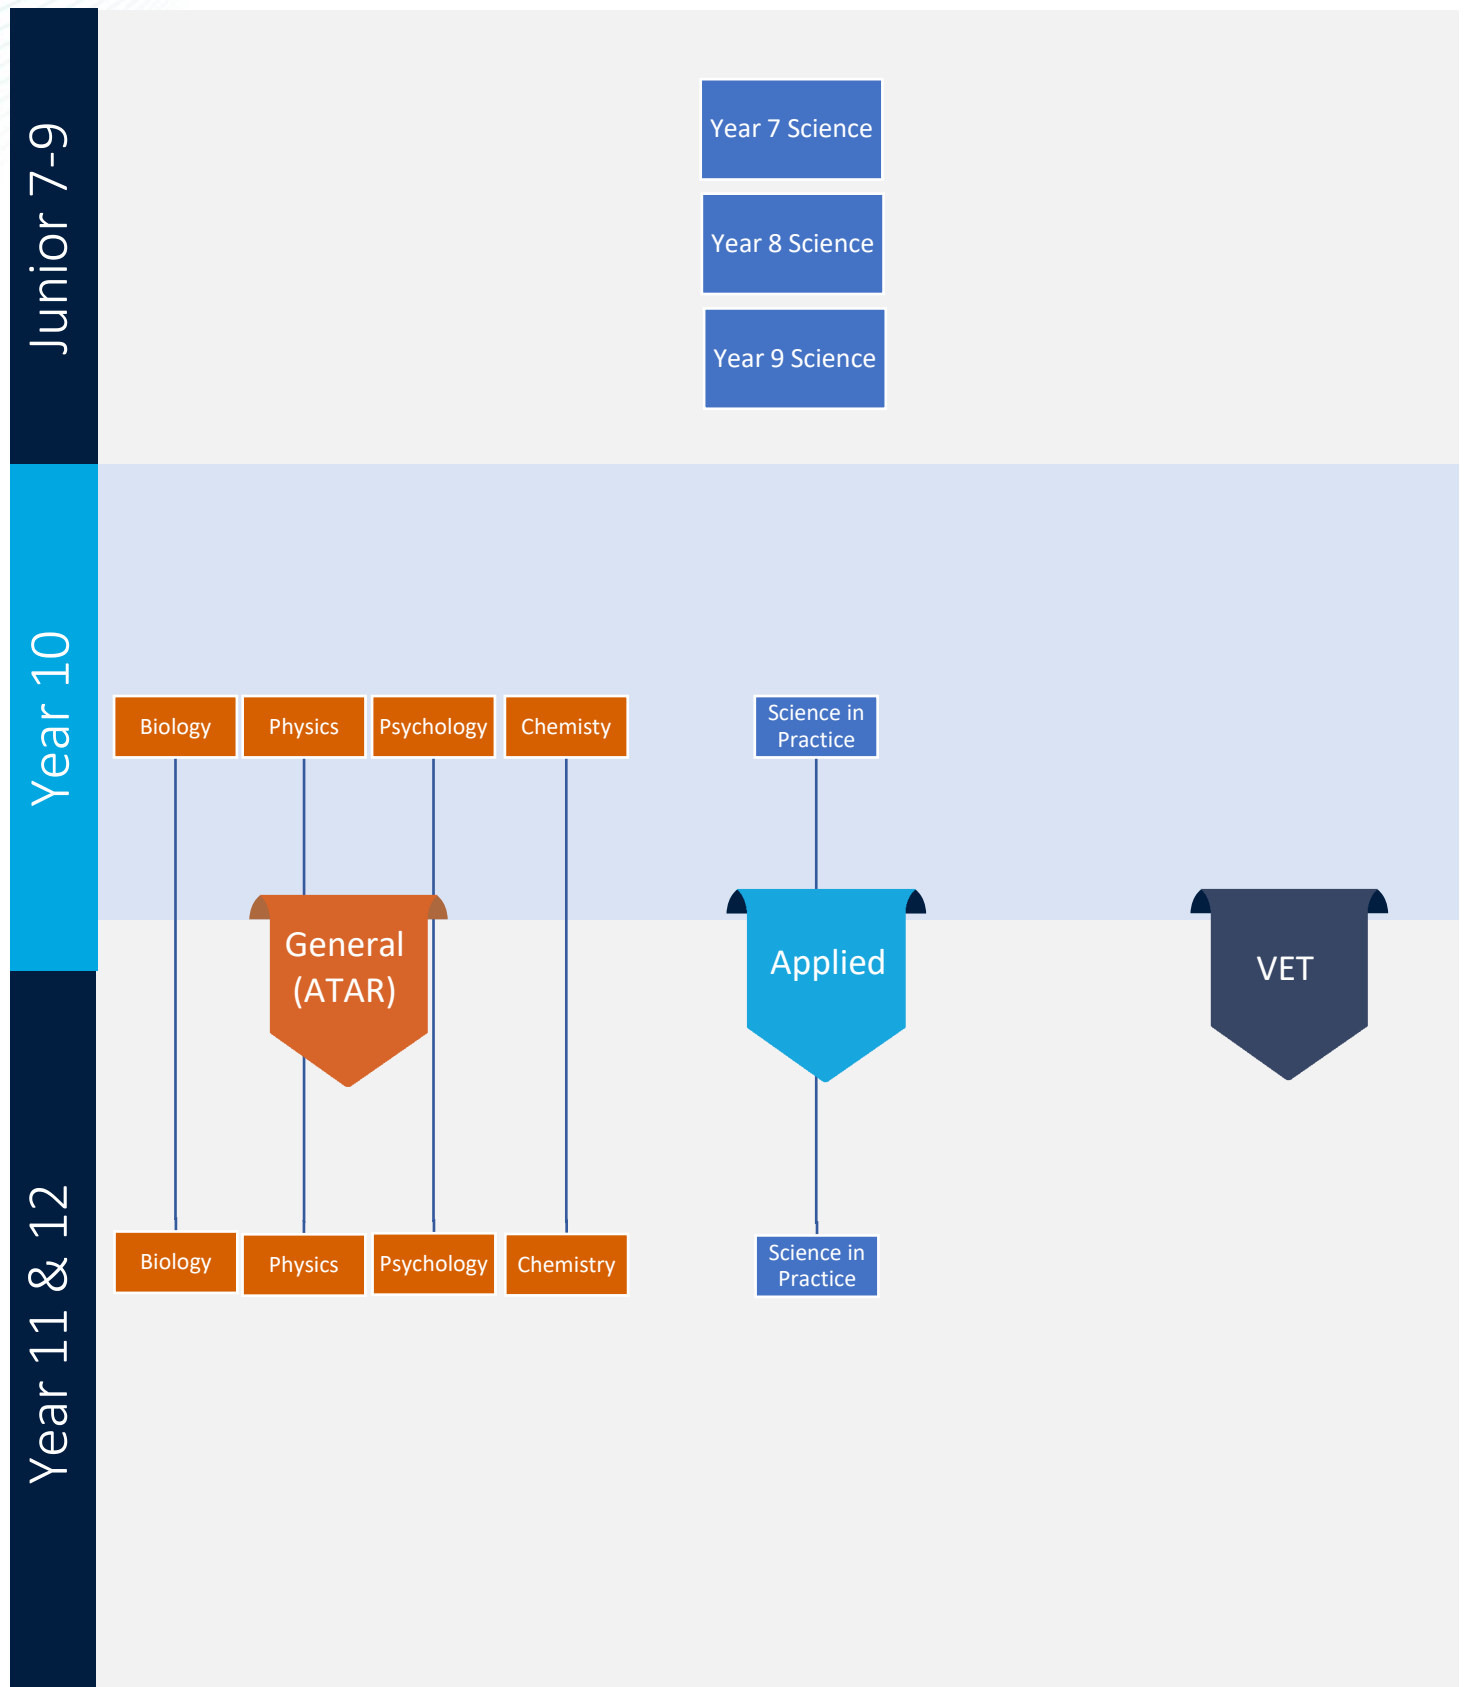 Junior 7-9
Year 7 Science
Year 8 Science
Year 9 Science
Year 10
Biology
Physics
Psychology
Chemisty
Science in
Practice
General
(ATAR)
Applied
VET
Year 11 & 12
Biology
Physics
Psychology
Chemistry
Science in
Practice